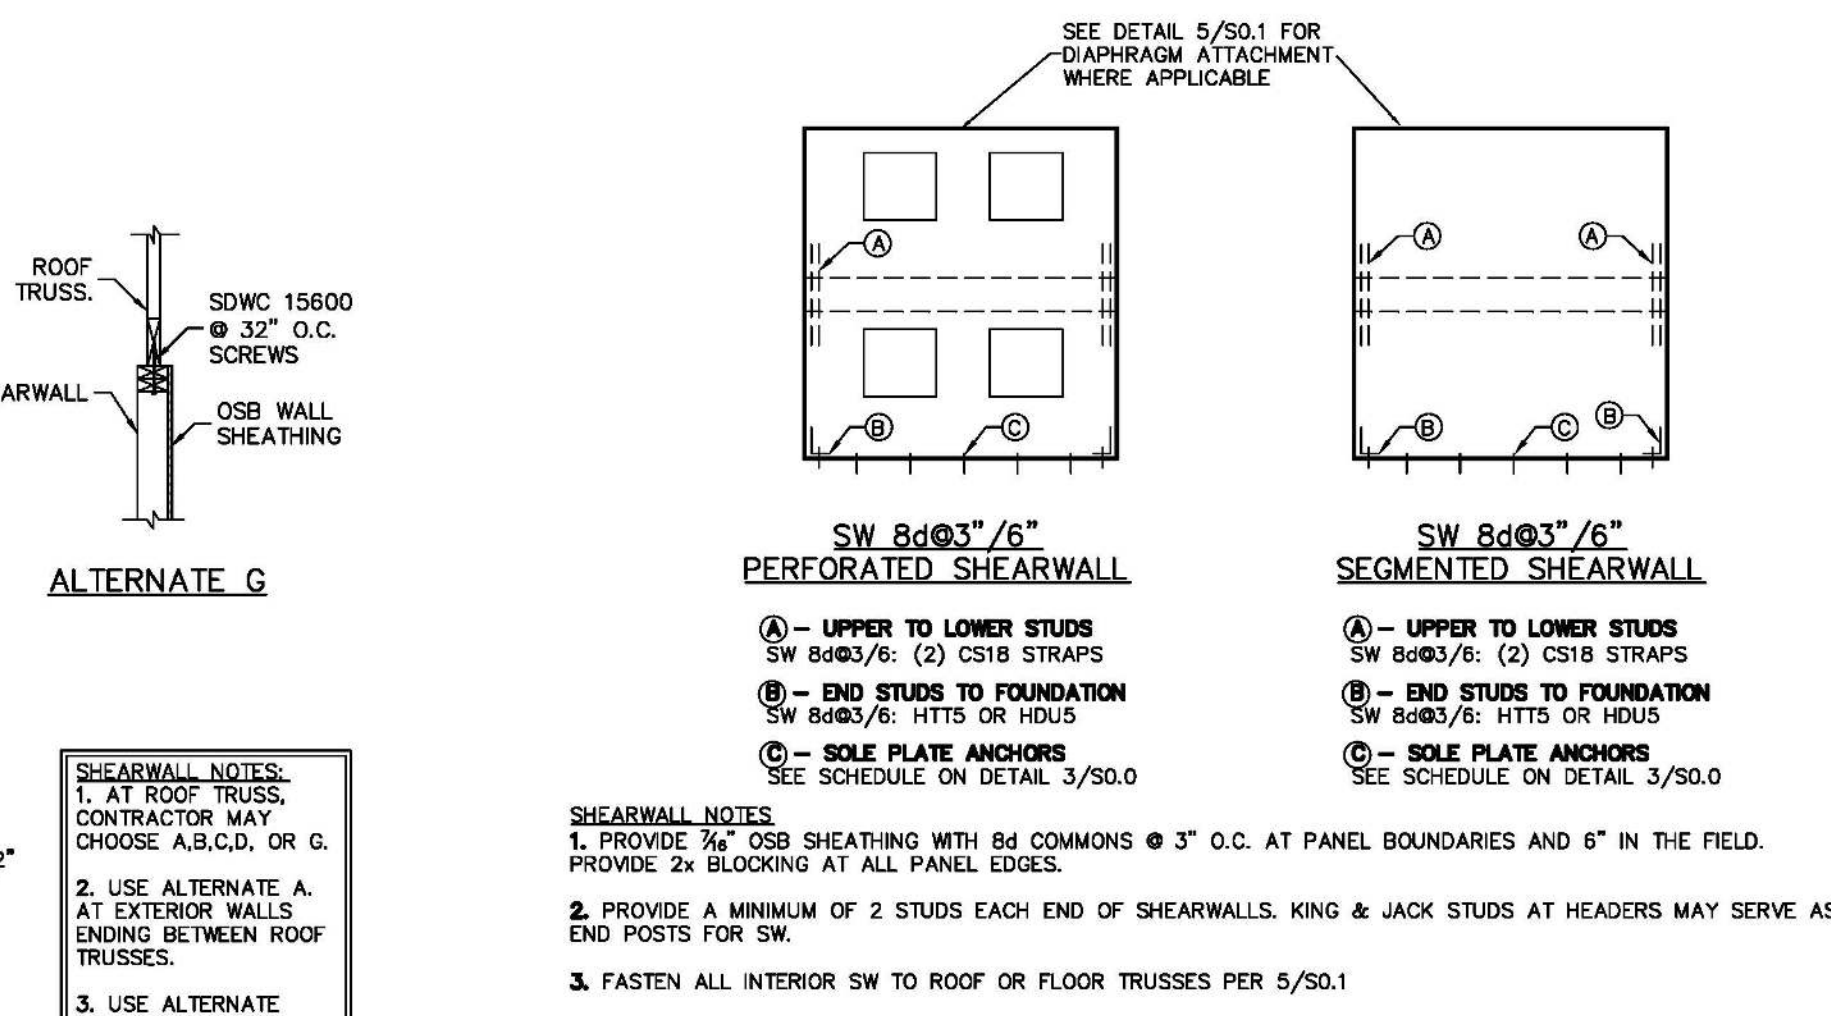 SEE DETAIL 5/S0.1 FOR
DIAPHRAGM ATTACHMENT
WHERE APPLICABLE
ROOF
TRUSS.
SDWC 15600
@ 32" O.C.
SCREWS
ARWALL
OSB WALL
SHEATHING
ALTERNATE G
A
B
C
A
A
B
C
B
SW 8d@3"/6"
PERFORATED SHEARWALL
A – UPPER TO LOWER STUDS
SW 8d@3/6: (2) CS18 STRAPS
B – END STUDS TO FOUNDATION
SW 8d@3/6: HTT5 OR HDU5
C – SOLE PLATE ANCHORS
SEE SCHEDULE ON DETAIL 3/S0.0
SW 8d@3"/6"
SEGMENTED SHEARWALL
A – UPPER TO LOWER STUDS
SW 8d@3/6: (2) CS18 STRAPS
B – END STUDS TO FOUNDATION
SW 8d@3/6: HTT5 OR HDU5
C – SOLE PLATE ANCHORS
SEE SCHEDULE ON DETAIL 3/S0.0
2"
SHEARWALL NOTES:
1. AT ROOF TRUSS,
CONTRACTOR MAY
CHOOSE A,B,C,D, OR G.
2. USE ALTERNATE A.
AT EXTERIOR WALLS
ENDING BETWEEN ROOF
TRUSSES.
3. USE ALTERNATE
SHEARWALL NOTES
1. PROVIDE 7/16" OSB SHEATHING WITH 8d COMMONS @ 3" O.C. AT PANEL BOUNDARIES AND 6" IN THE FIELD.
PROVIDE 2x BLOCKING AT ALL PANEL EDGES.
2. PROVIDE A MINIMUM OF 2 STUDS EACH END OF SHEARWALLS. KING & JACK STUDS AT HEADERS MAY SERVE AS
END POSTS FOR SW.
3. FASTEN ALL INTERIOR SW TO ROOF OR FLOOR TRUSSES PER 5/S0.1